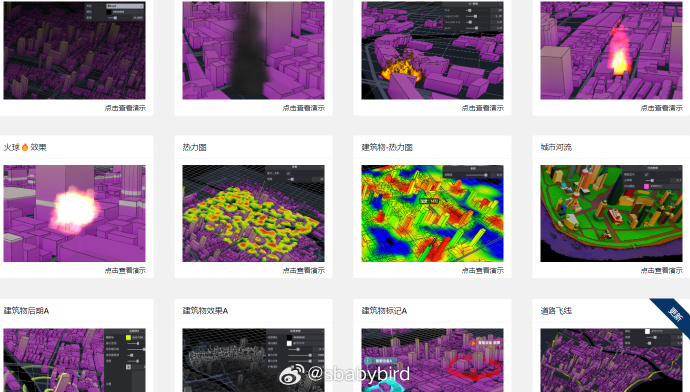 点击查看演示
点击查看演示
点击查看演示
点击查看演示
火球🔥效果
热力图
建筑物-热力图
城市河流
点击查看演示
点击查看演示
点击查看演示
点击查看演示
建筑物后期A
建筑物效果A
建筑物标记A
道路飞线
更新
@sbabybird